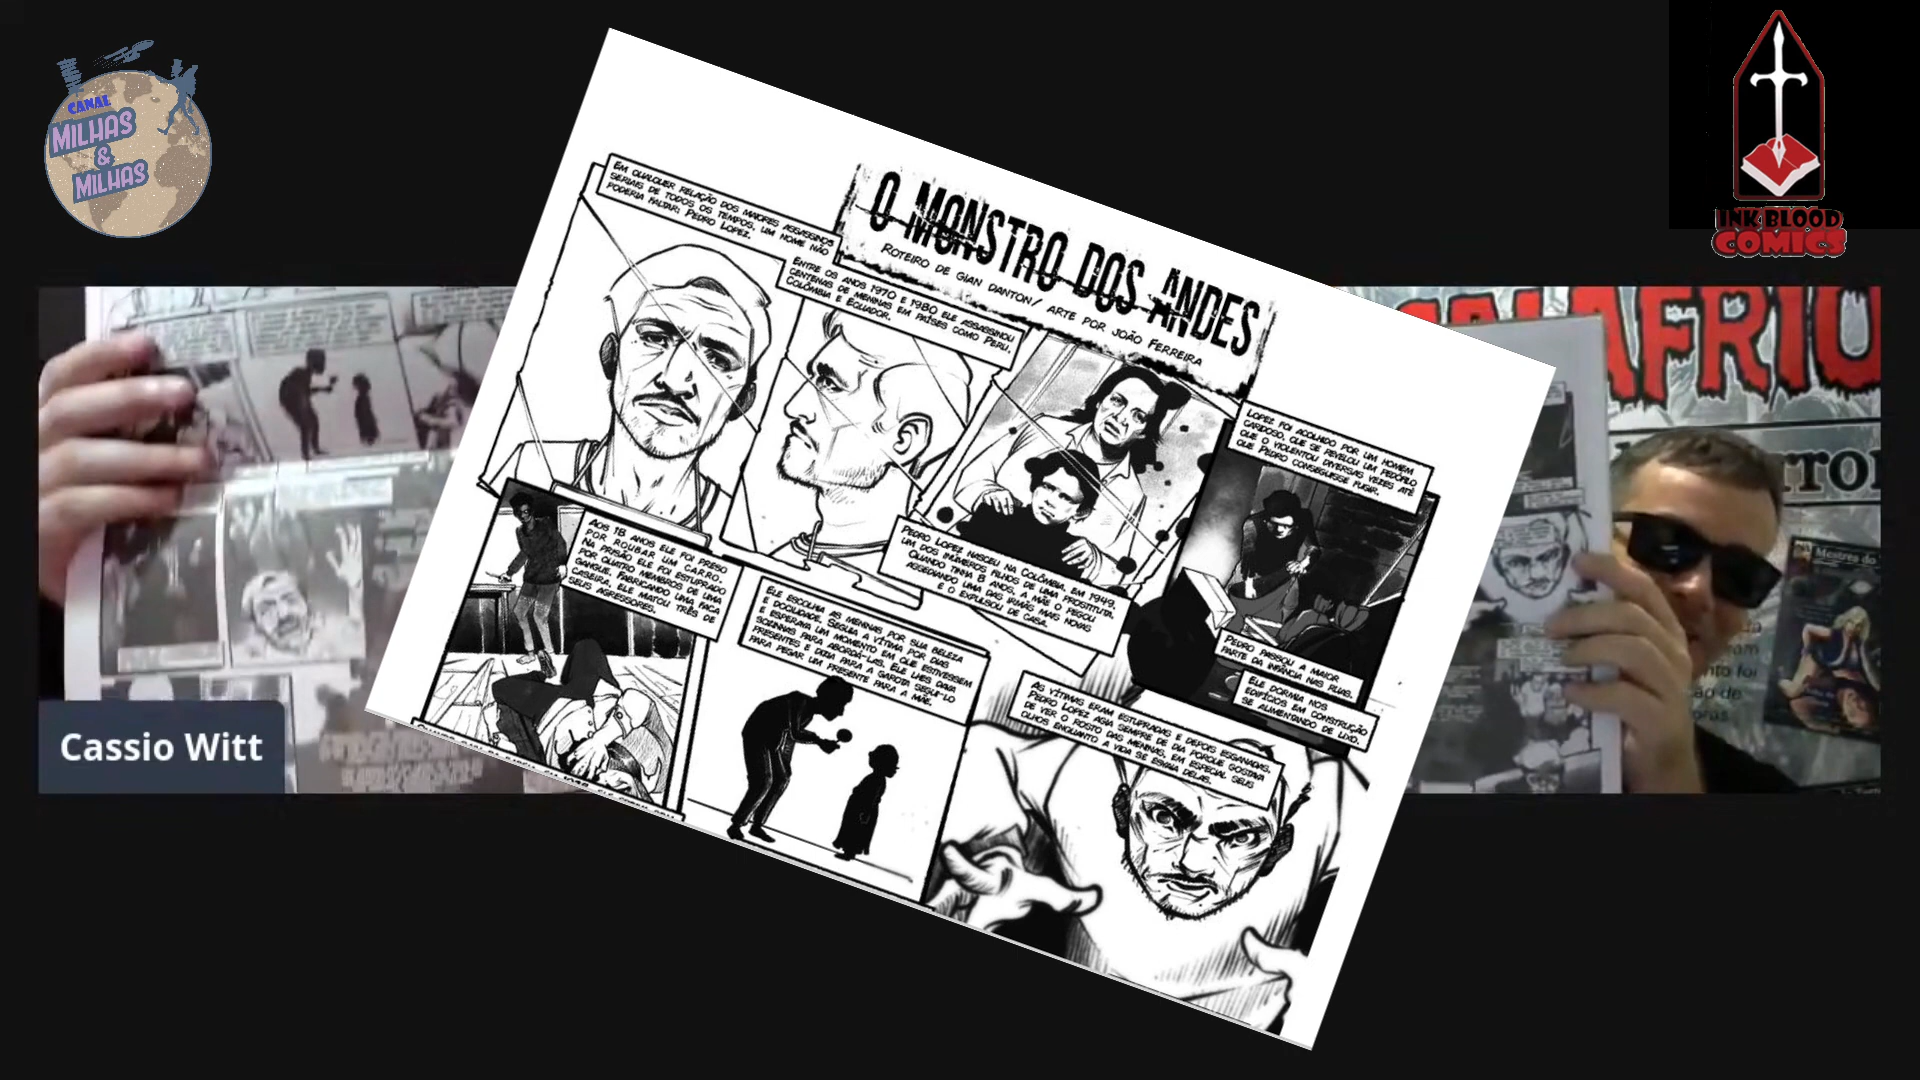 CANAL
MILHAS
&
MILHAS
INK BLOOD
COMICS
O MONSTRO DOS ANDES
ROTEIRO DE GIAN DANTON/ ARTE POR JOÃO FERREIRA
EM QUALQUER RELAÇÃO DOS MAIORES ASSASSINOS
SERIAIS DE TODOS OS TEMPOS, UM NOME NÃO
PODERIA FALTAR: PEDRO LOPEZ.
ENTRE OS ANOS 1970 E 1980 ELE ASSASSINOU
CENTENAS DE MENINAS EM PAÍSES COMO PERU,
COLÔMBIA E EQUADOR.
PEDRO LOPEZ NASCEU NA COLÔMBIA, EM 1949,
UM DOS INÚMEROS FILHOS DE UMA PROSTITUTA.
QUANDO TINHA 8 ANOS, A MÃE O PEGOU
ASSEDIANDO UMA DAS IRMÃS MAIS NOVAS
E O EXPULSOU DE CASA.
LOPEZ FOI ACOLHIDO POR UM HOMEM
CARIDOSO, QUE SE REVELOU UM PEDÓFILO
QUE O VIOLENTOU DIVERSAS VEZES ATÉ
QUE PEDRO CONSEGUISSE FUGIR.
PEDRO PASSOU A MAIOR
PARTE DA INFÂNCIA NAS RUAS.
ELE DORMIA NOS
EDIFÍCIOS EM CONSTRUÇÃO
SE ALIMENTANDO DE LIXO.
AOS 18 ANOS ELE FOI PRESO
POR ROUBAR UM CARRO.
NA PRISÃO ELE FOI ESTUPRADO
POR QUATRO MEMBROS DE UMA
GANGUE. FABRICANDO UMA FACA
CASEIRA, ELE MATOU TRÊS DE
SEUS AGRESSORES.
ELE ESCOLHIA AS MENINAS POR SUA BELEZA
E DOCILIDADE. SEGUIA A VÍTIMA POR DIAS
E ESPERAVA UM MOMENTO EM QUE ESTIVESSEM
SOZINHAS PARA ABORDÁ-LAS. ELE LHES DAVA
PRESENTES E DIZIA PARA A GAROTA SEGUI-LO
PARA PEGAR UM PRESENTE PARA A MÃE.
AS VÍTIMAS ERAM ESTUPRADAS E DEPOIS ESGANADAS.
PEDRO LOPEZ AGIA SEMPRE DE DIA PORQUE GOSTAVA
DE VER O ROSTO DAS MENINAS, EM ESPECIAL SEUS
OLHOS ENQUANTO A VIDA SE ESVAÍA DELAS.
Cassio Witt
AFRIO
Mestres do